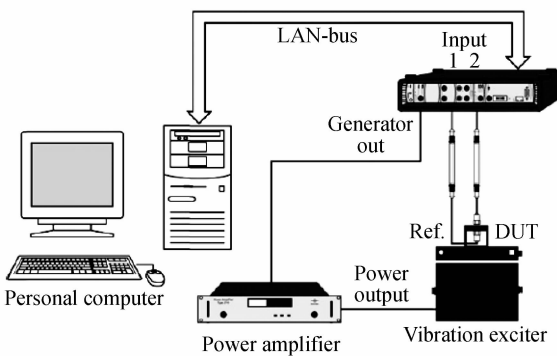 LAN-bus
Input
1 2
Generator
out
Ref.
DUT
Personal computer
Power
output
Power amplifier
Vibration exciter